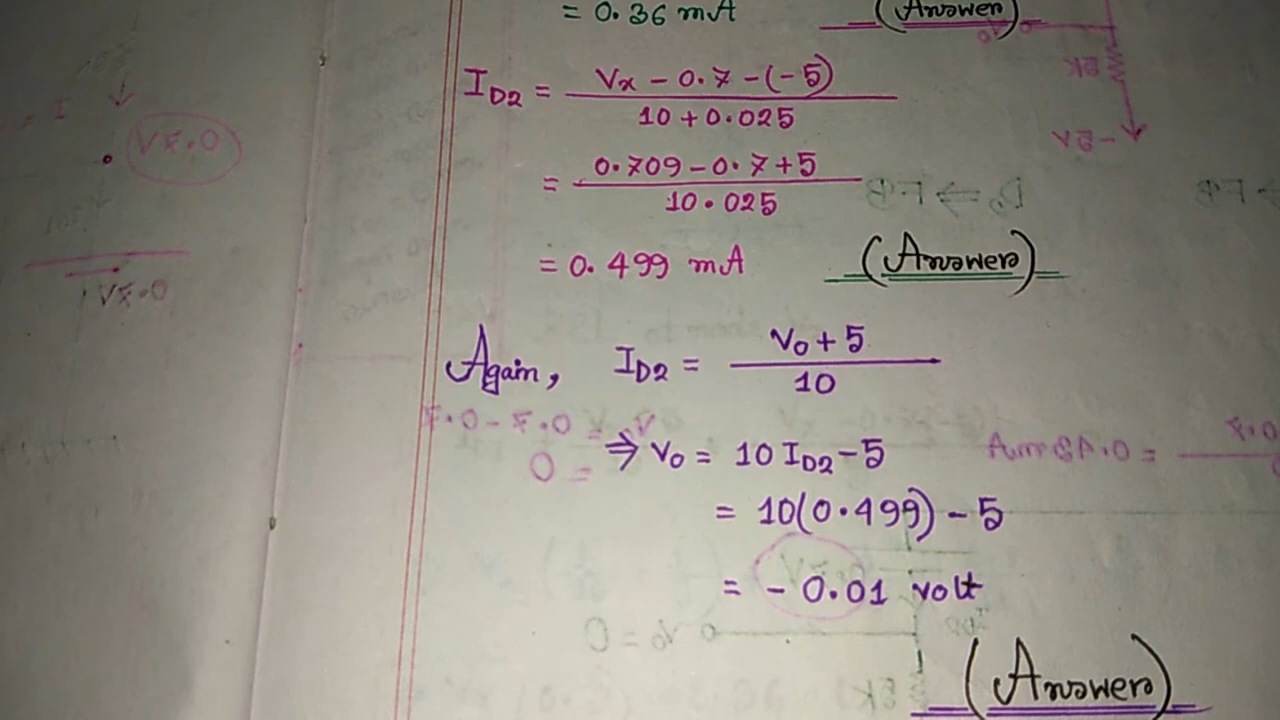 = 0.36 mA (Answer)
I_D2 = (Vx - 0.7 - (-5)) / (10 + 0.025)
= (0.709 - 0.7 + 5) / 10.025
= 0.499 mA (Answer)
Again, I_D2 = (V0 + 5) / 10
⇒ V0 = 10 I_D2 - 5
= 10(0.499) - 5
= - 0.01 volt
(Answer)